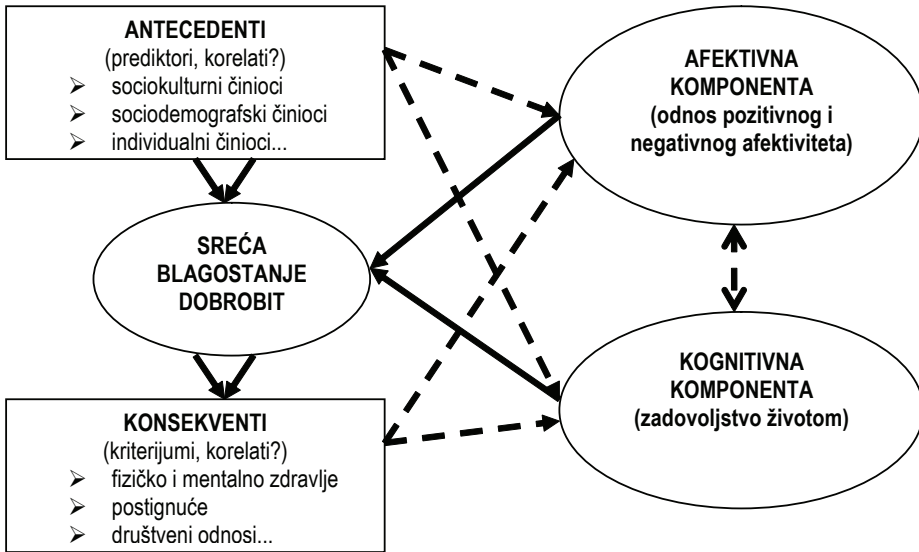 ANTECEDENTI
(prediktori, korelati?)
➢ sociokulturni činioci
➢ sociodemografski činioci
➢ individualni činioci...
AFEKTIVNA
KOMPONENTA
(odnos pozitivnog i
negativnog afektiviteta)
SREĆA
BLAGOSTANJE
DOBROBIT
KOGNITIVNA
KOMPONENTA
(zadovoljstvo životom)
KONSEKVENTI
(kriterijumi, korelati?)
➢ fizičko i mentalno zdravlje
➢ postignuće
➢ društveni odnosi...